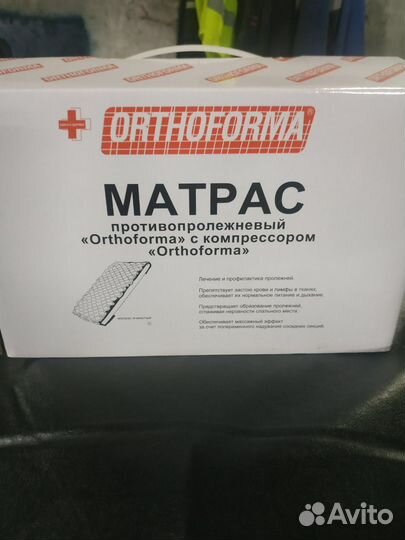 ORTHOFORMA®
МАТРАС
противопролежневый
«Orthoforma» с компрессором
«Orthoforma»
Лечение и профилактика пролежней.
Препятствует застою крови и лимфы в тканях,
обеспечивает их нормальное питание и дыхание.
Предотвращает образование пролежней,
сглаживая неровности спального места.
Обеспечивает массажный эффект
за счет попеременного надувания соседних секций.
Avito